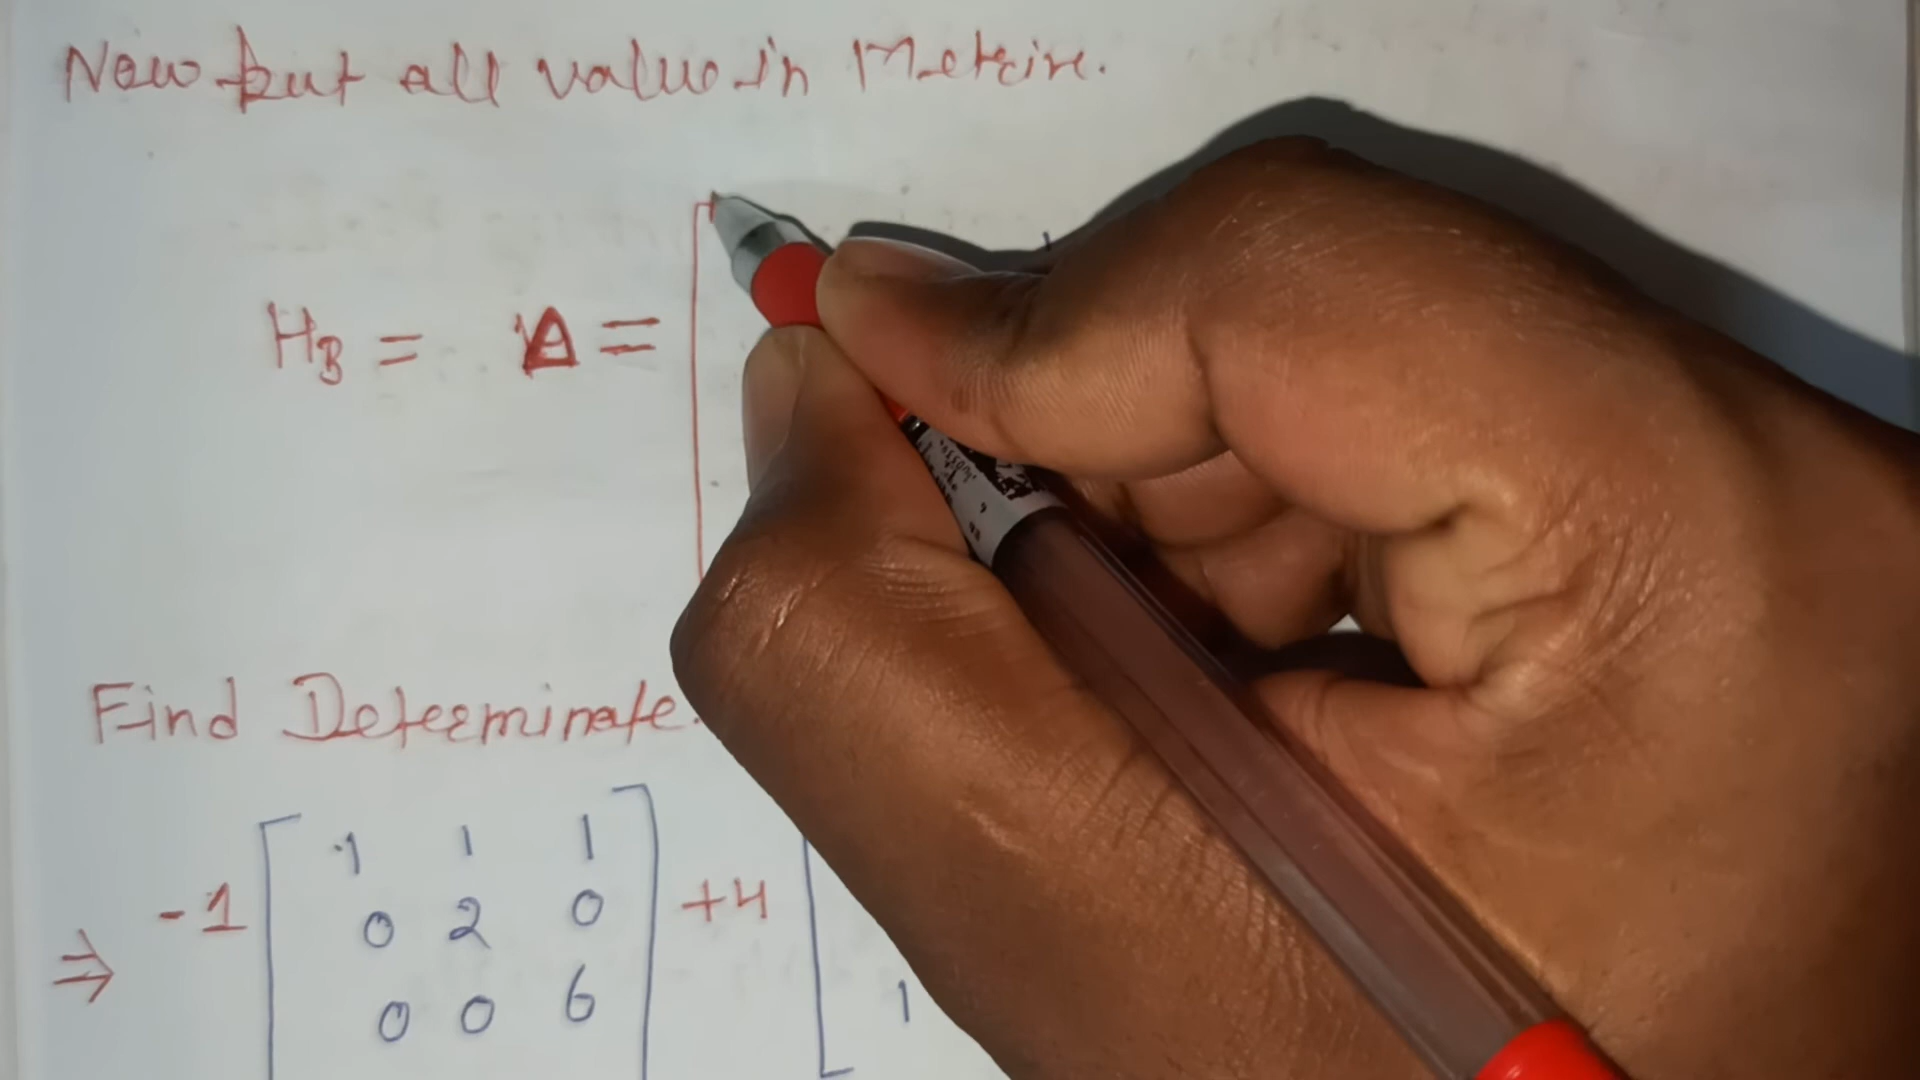 Now put all value in Metrix.
H_B = Δ = [
Find Determinate.
1 1 1
⇒ -1 [ 0 2 0 ] +4 [
0 0 6 1